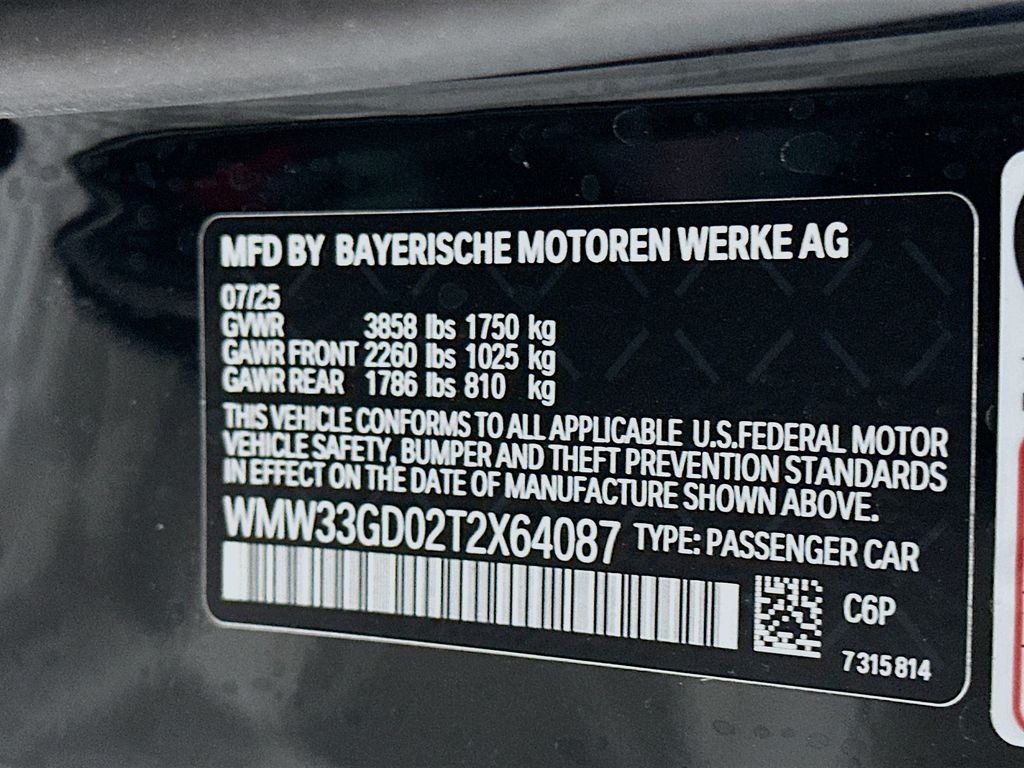 MFD BY BAYERISCHE MOTOREN WERKE AG
07/25
GVWR 3858 lbs 1750 kg
GAWR FRONT 2260 lbs 1025 kg
GAWR REAR 1786 lbs 810 kg
THIS VEHICLE CONFORMS TO ALL APPLICABLE U.S.FEDERAL MOTOR
VEHICLE SAFETY, BUMPER AND THEFT PREVENTION STANDARDS
IN EFFECT ON THE DATE OF MANUFACTURE SHOWN ABOVE.
WMW33GD02T2X64087 TYPE: PASSENGER CAR
C6P
7315814